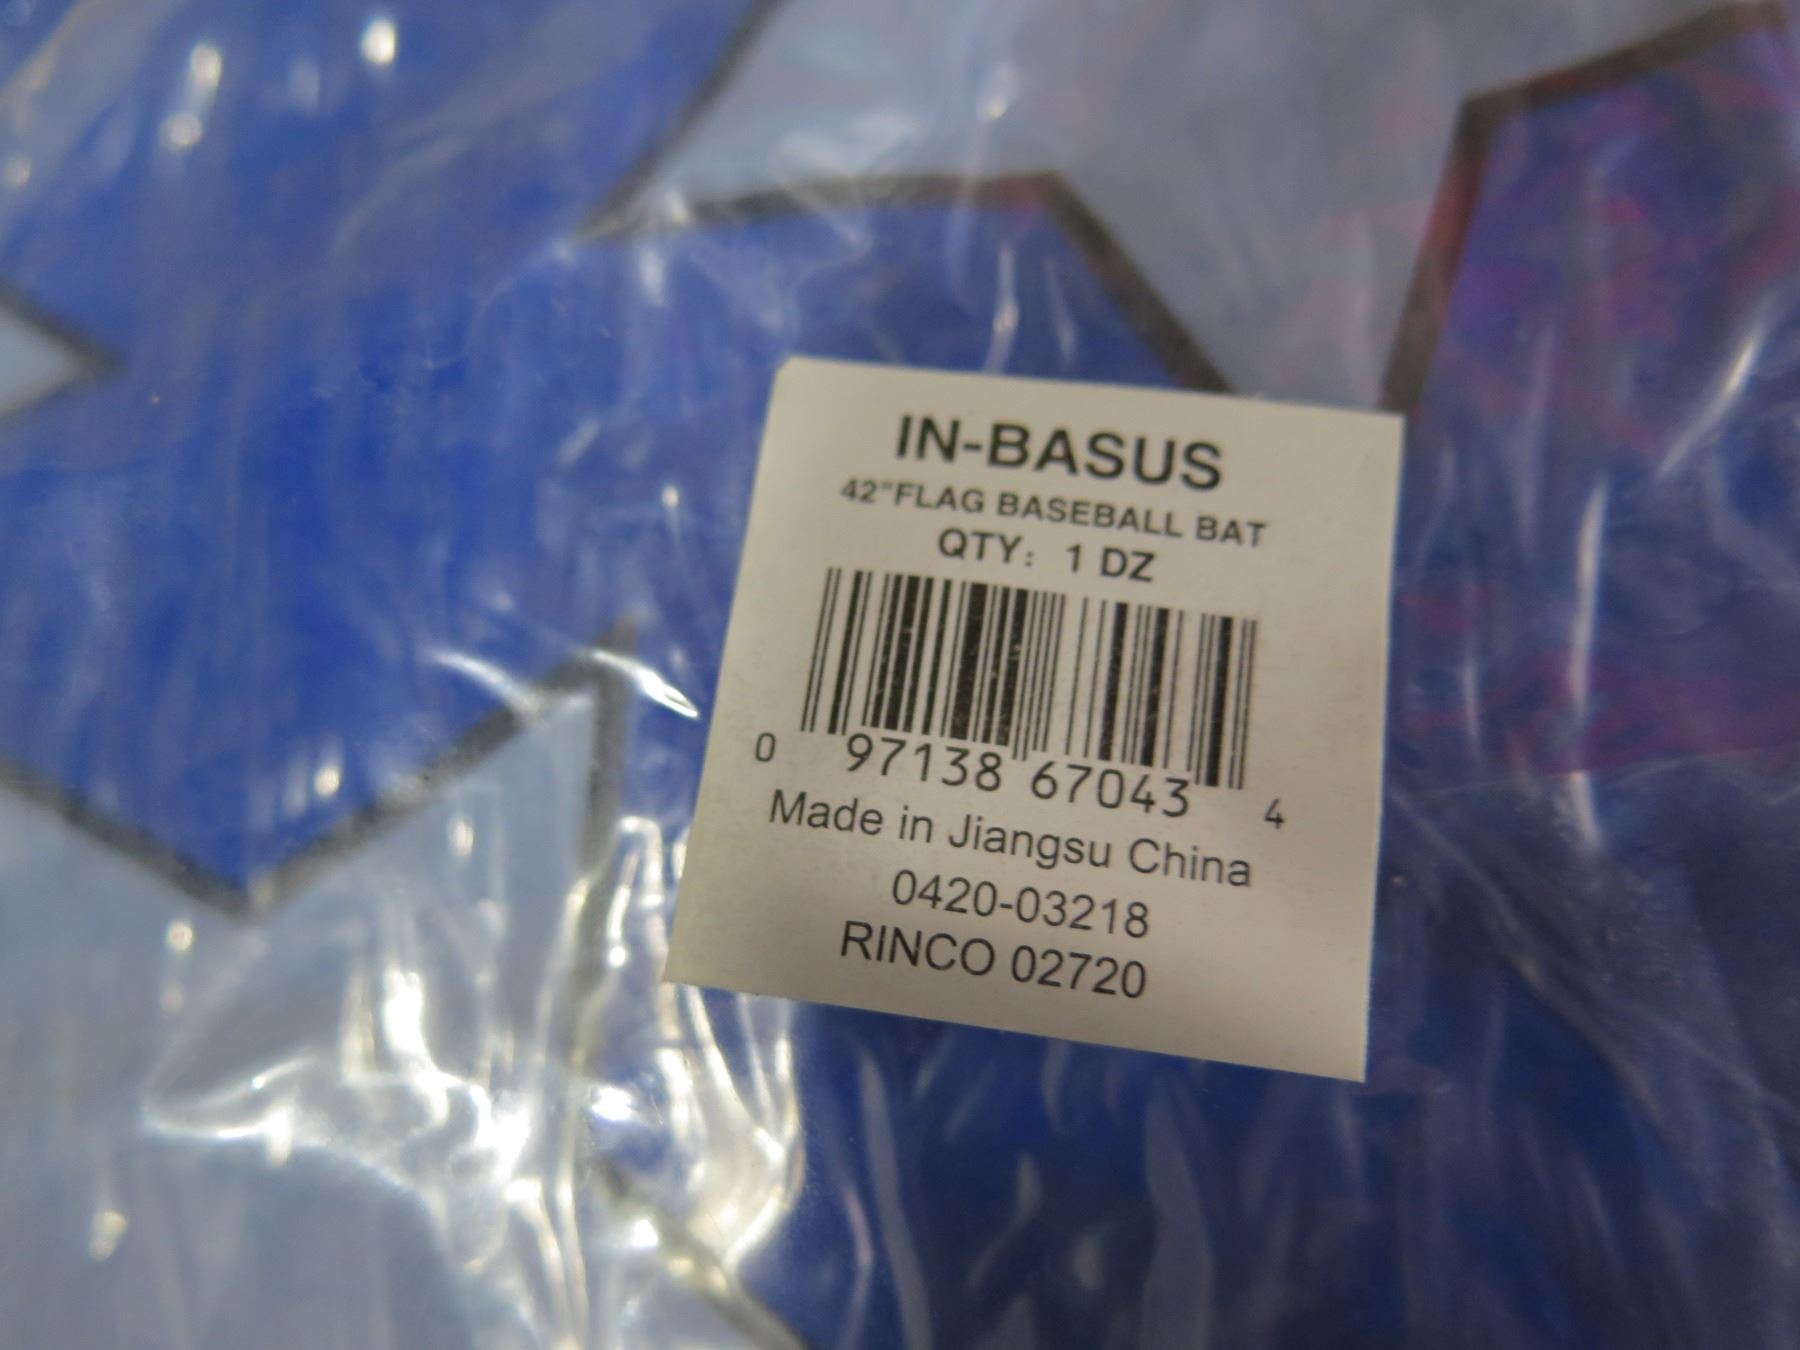 IN-BASUS
42"FLAG BASEBALL BAT
QTY: 1 DZ
0 97138 67043 4
Made in Jiangsu China
0420-03218
RINCO 02720